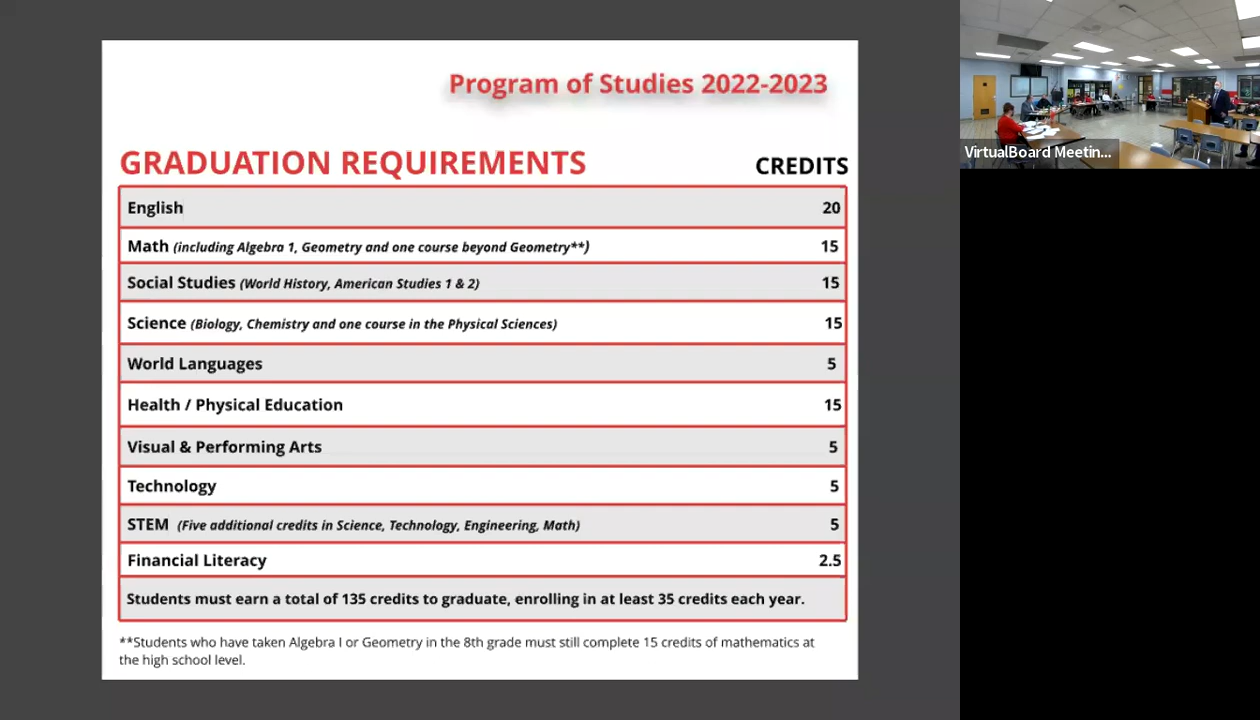 Program of Studies 2022-2023
GRADUATION REQUIREMENTS CREDITS
English 20
Math (including Algebra 1, Geometry and one course beyond Geometry**) 15
Social Studies (World History, American Studies 1 & 2) 15
Science (Biology, Chemistry and one course in the Physical Sciences) 15
World Languages 5
Health / Physical Education 15
Visual & Performing Arts 5
Technology 5
STEM (Five additional credits in Science, Technology, Engineering, Math) 5
Financial Literacy 2.5
Students must earn a total of 135 credits to graduate, enrolling in at least 35 credits each year.
**Students who have taken Algebra I or Geometry in the 8th grade must still complete 15 credits of mathematics at
the high school level.
VirtualBoard Meetin...